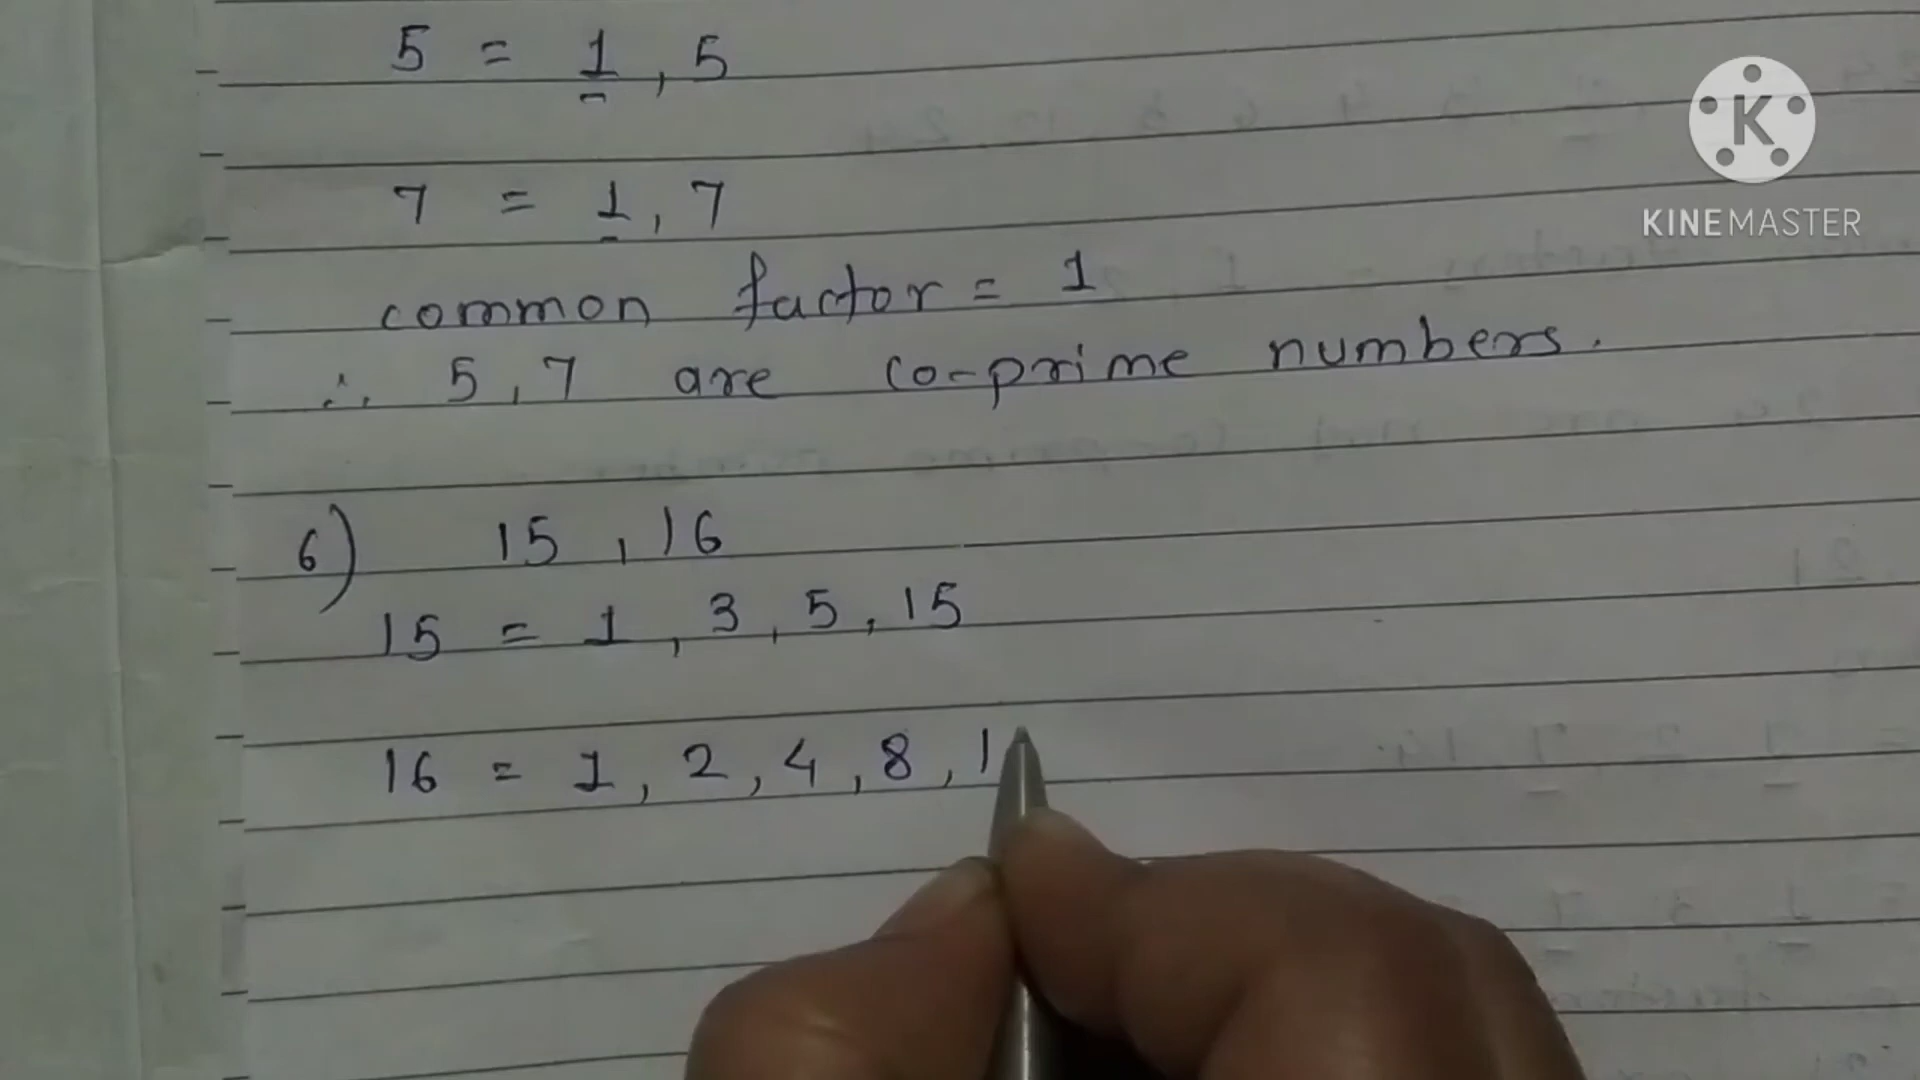 5 = 1, 5
7 = 1, 7
common factor = 1
∴ 5, 7 are co-prime numbers.
6) 15, 16
15 = 1, 3, 5, 15
16 = 1, 2, 4, 8, 1
K
KINEMASTER